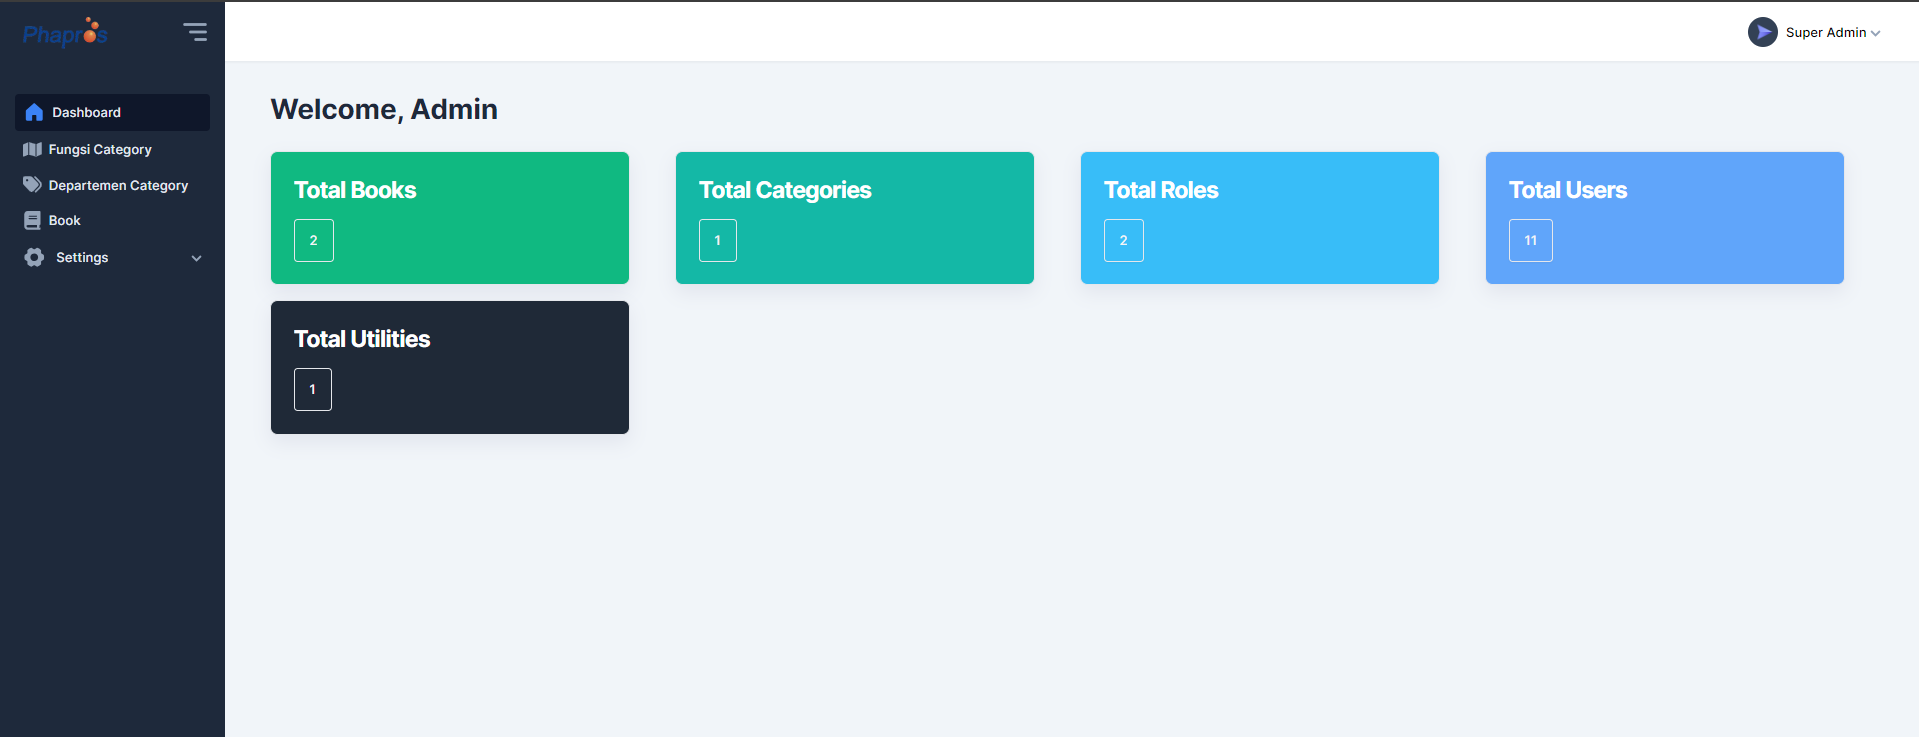 Phapros
Super Admin
Dashboard
Fungsi Category
Departemen Category
Book
Settings
Welcome, Admin
Total Books
2
Total Categories
1
Total Roles
2
Total Users
11
Total Utilities
1